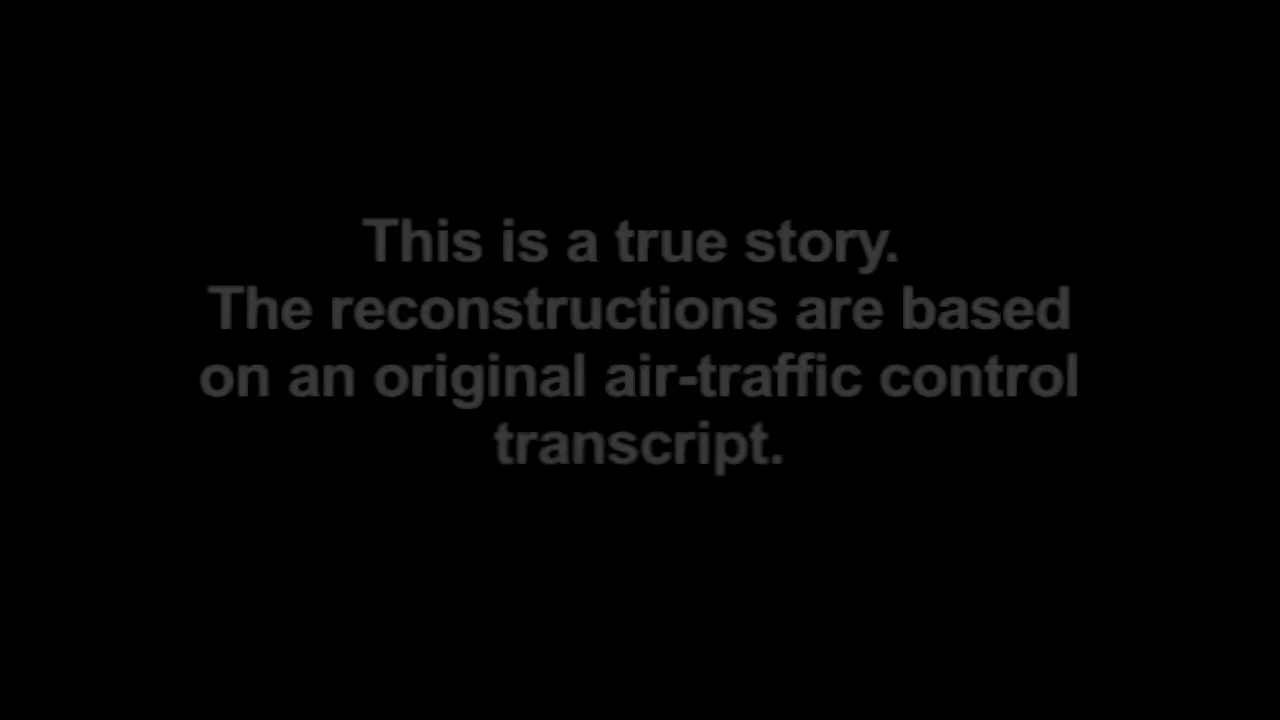 This is a true story.
The reconstructions are based
on an original air-traffic control
transcript.